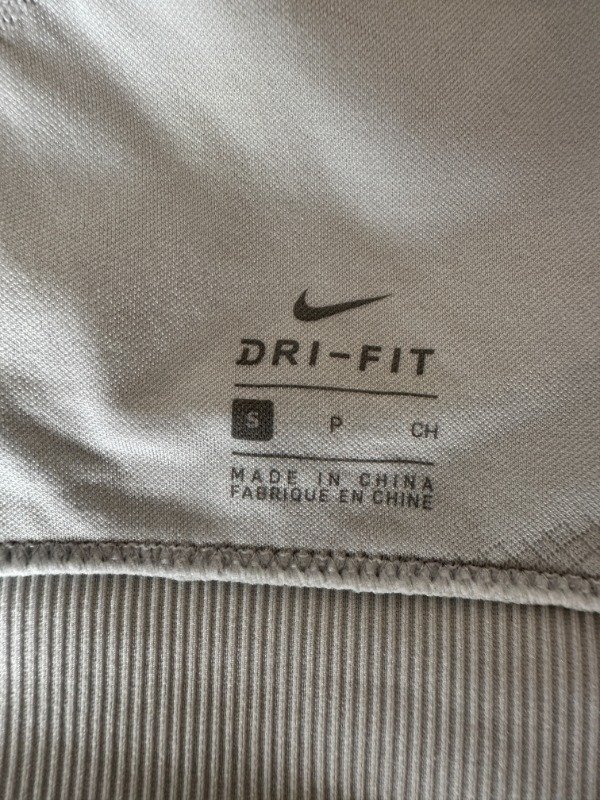 DRI-FIT
S P CH
MADE IN CHINA
FABRIQUE EN CHINE